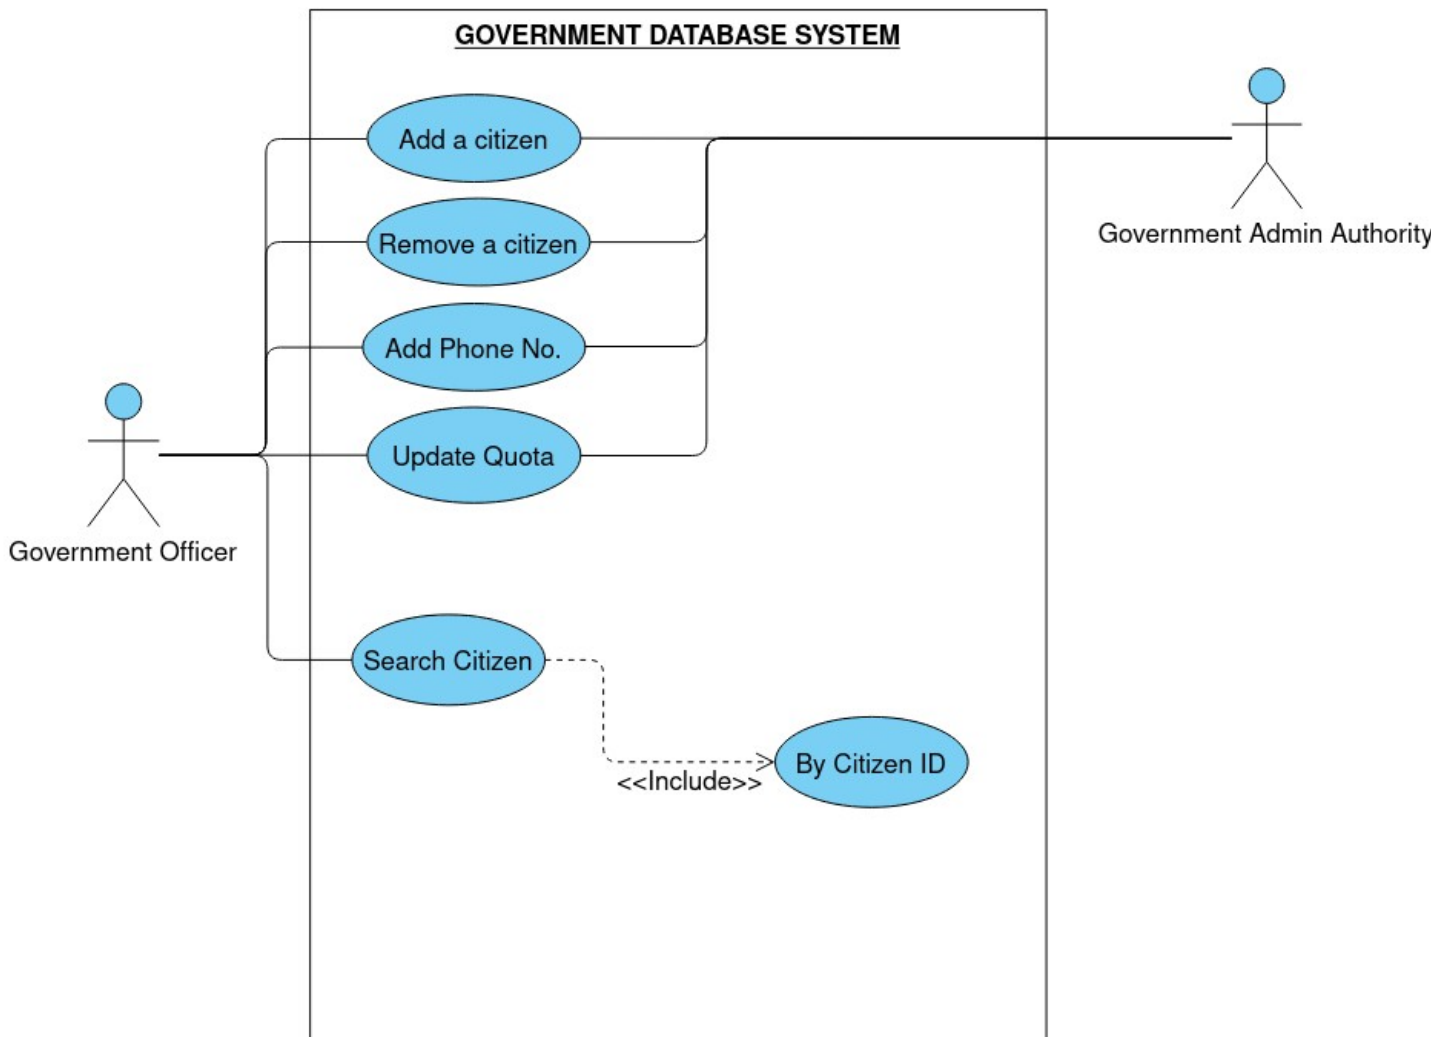 GOVERNMENT DATABASE SYSTEM
Add a citizen
Government Admin Authority
Remove a citizen
Add Phone No.
Update Quota
Government Officer
Search Citizen
By Citizen ID
<<Include>>